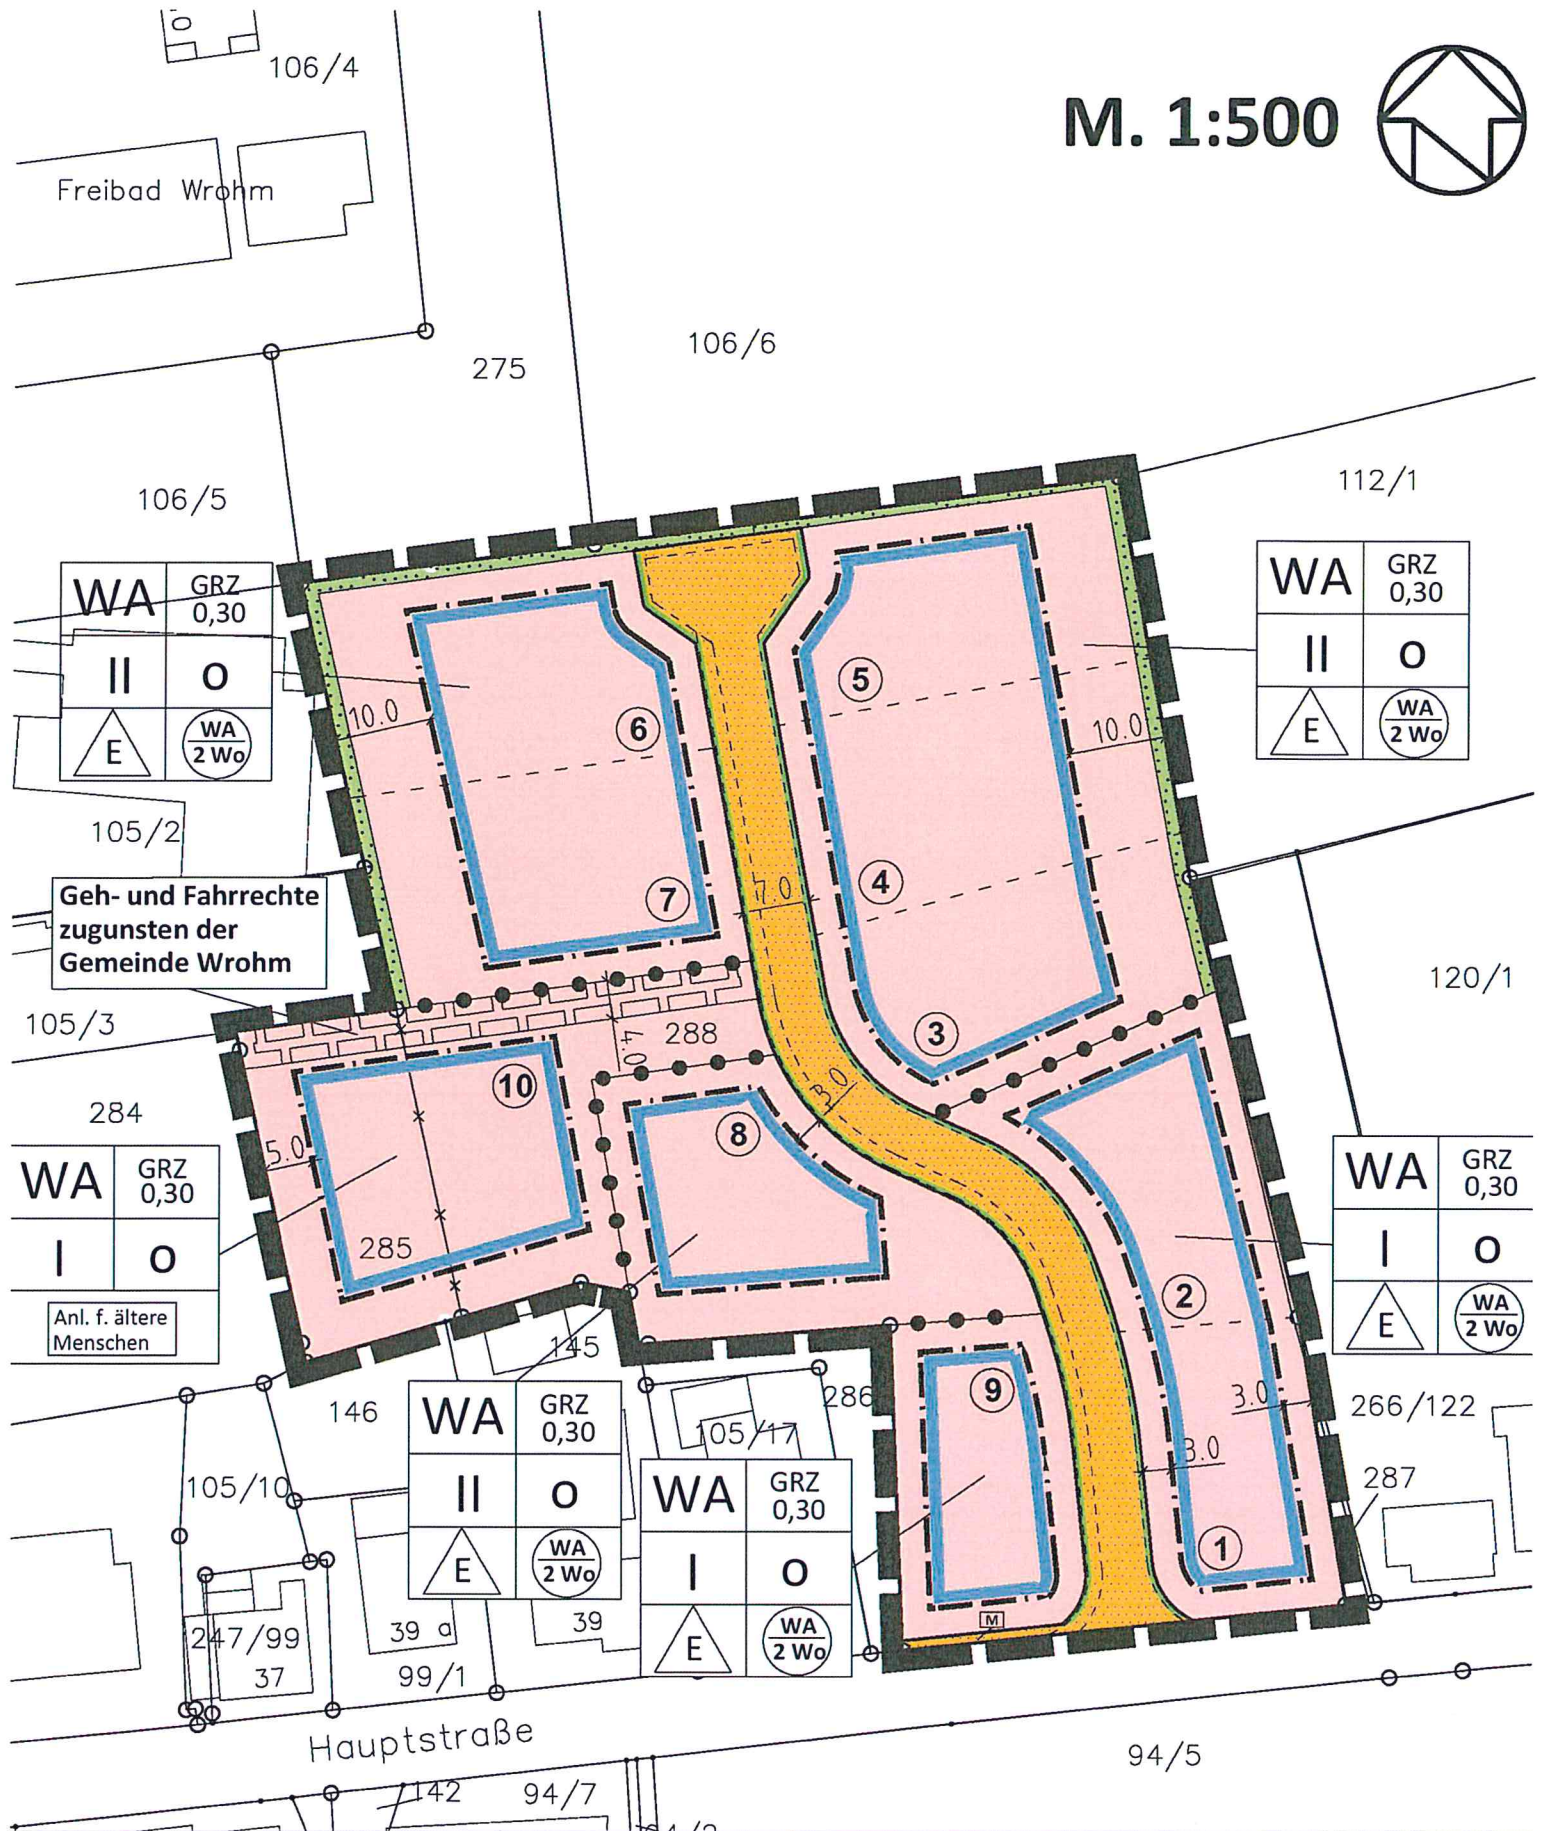 106/4
M. 1:500
N
Freibad Wrohm
106/6
275
106/5
112/1
WA
GRZ
0,30
II
o
E
WA
2 Wo
WA
GRZ
0,30
II
o
E
WA
2 Wo
5
6
10.0
10.0
105/2
4
7
7.0
Geh- und Fahrrechte
zugunsten der
Gemeinde Wrohm
120/1
105/3
288
3
4.0
10
3.0
284
8
5.0
WA
GRZ
0,30
I
o
Anl. f. ältere
Menschen
WA
GRZ
0,30
I
o
E
WA
2 Wo
285
2
145
9
3.0
286
146
266/122
105/17
WA
GRZ
0,30
II
o
E
WA
2 Wo
3.0
105/10
287
WA
GRZ
0,30
I
o
E
WA
2 Wo
1
M
39 a
39
247/99
37
99/1
Hauptstraße
94/5
142
94/7